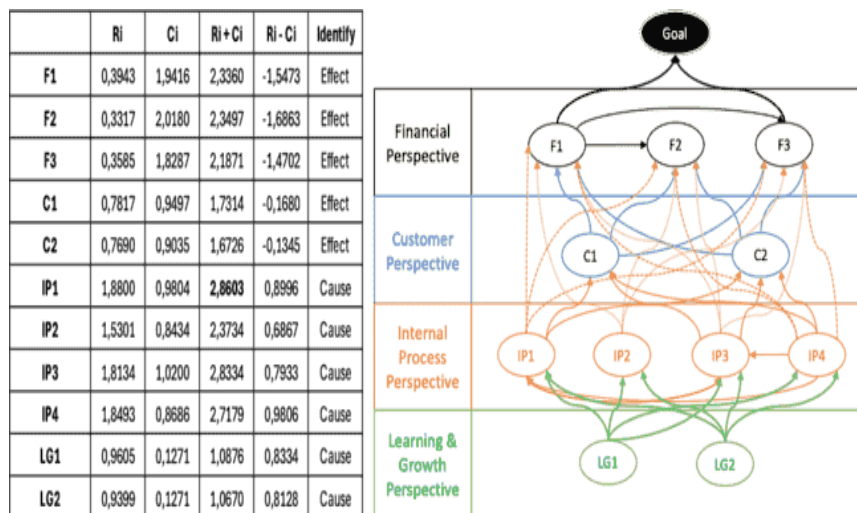 Ri Ci Ri + Ci Ri - Ci Identify
F1 0,3943 1,9416 2,3360 -1,5473 Effect
F2 0,3317 2,0180 2,3497 -1,6863 Effect
F3 0,3585 1,8287 2,1871 -1,4702 Effect
C1 0,7817 0,9497 1,7314 -0,1680 Effect
C2 0,7690 0,9035 1,6726 -0,1345 Effect
IP1 1,8800 0,9804 2,8603 0,8996 Cause
IP2 1,5301 0,8434 2,3734 0,6867 Cause
IP3 1,8134 1,0200 2,8334 0,7933 Cause
IP4 1,8493 0,8686 2,7179 0,9806 Cause
LG1 0,9605 0,1271 1,0876 0,8334 Cause
LG2 0,9399 0,1271 1,0670 0,8128 Cause
Goal
Financial
Perspective
F1 F2 F3
Customer
Perspective
C1 C2
Internal
Process
Perspective
IP1 IP2 IP3 IP4
Learning &
Growth
Perspective
LG1 LG2